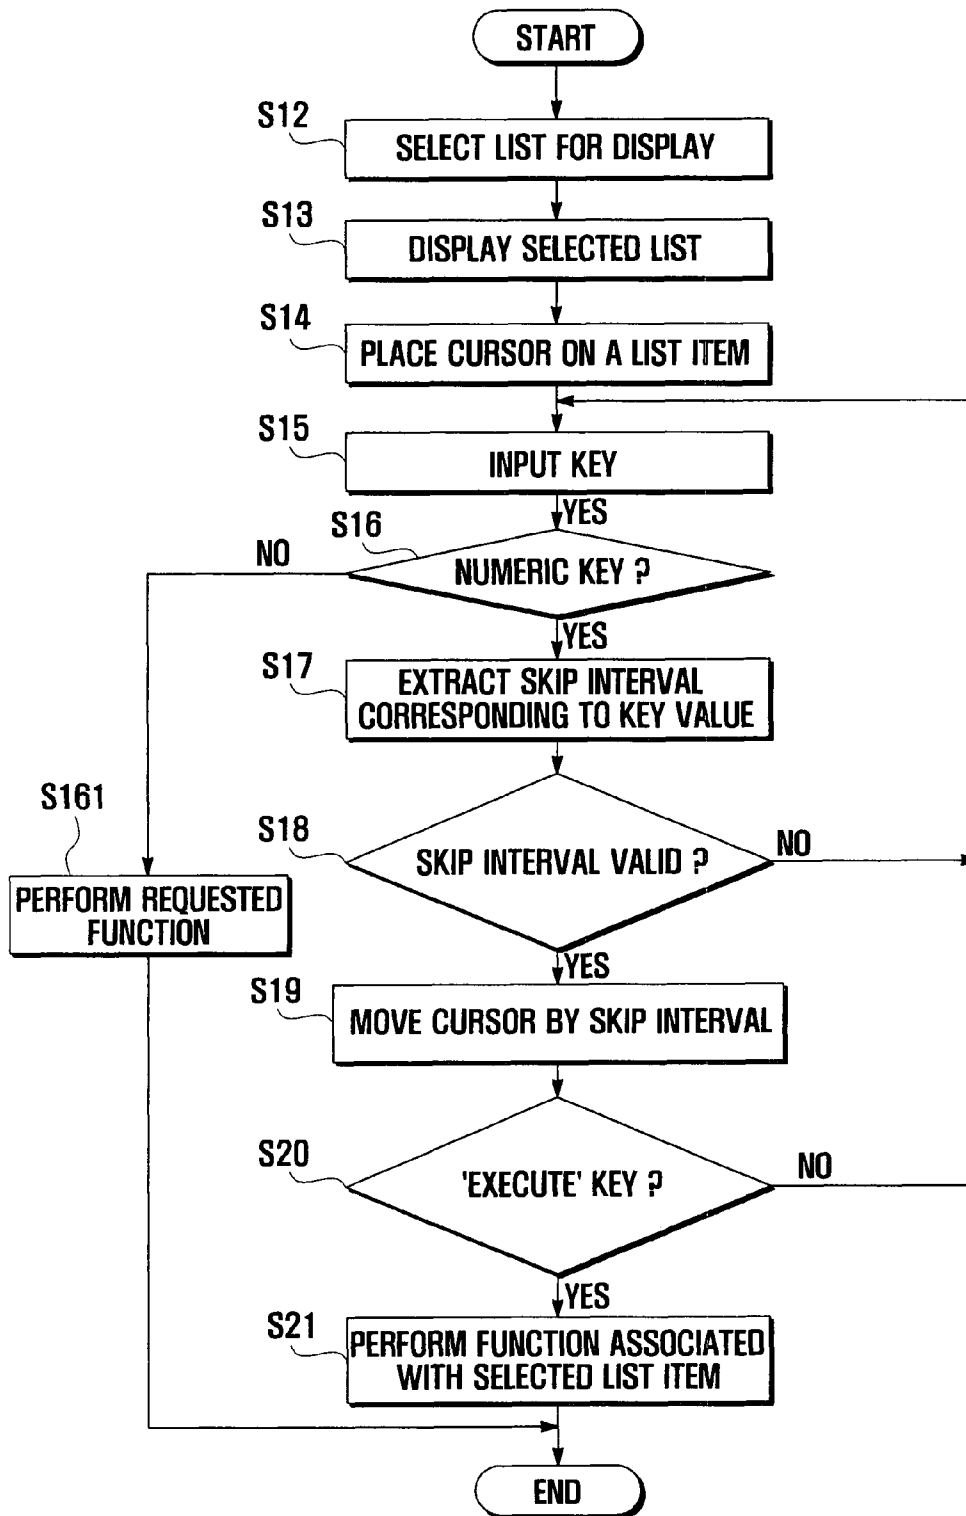 START
S12
SELECT LIST FOR DISPLAY
S13
DISPLAY SELECTED LIST
S14
PLACE CURSOR ON A LIST ITEM
S15
INPUT KEY
YES
S16
NO
NUMERIC KEY ?
YES
S17
EXTRACT SKIP INTERVAL
CORRESPONDING TO KEY VALUE
S161
PERFORM REQUESTED
FUNCTION
S18
SKIP INTERVAL VALID ?
NO
YES
S19
MOVE CURSOR BY SKIP INTERVAL
S20
'EXECUTE' KEY ?
NO
YES
S21
PERFORM FUNCTION ASSOCIATED
WITH SELECTED LIST ITEM
END